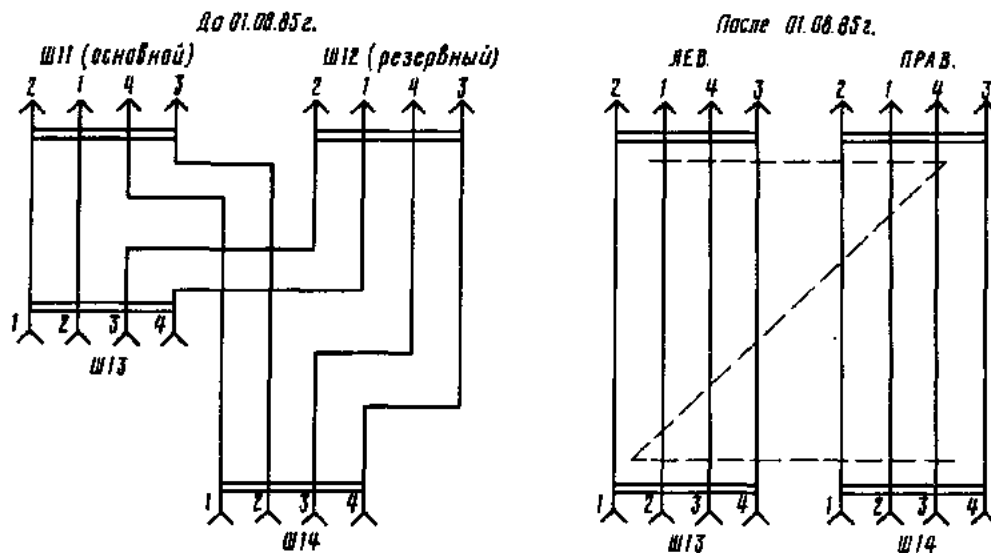 До 01.08.85г.
После 01.08.85г.
Ш11 (основной)
Ш12 (резервный)
ЛЕВ.
ПРАВ.
2 1 4 3
2 1 4 3
2 1 4 3
2 1 4 3
1 2 3 4
Ш13
1 2 3 4
Ш14
1 2 3 4
Ш13
1 2 3 4
Ш14